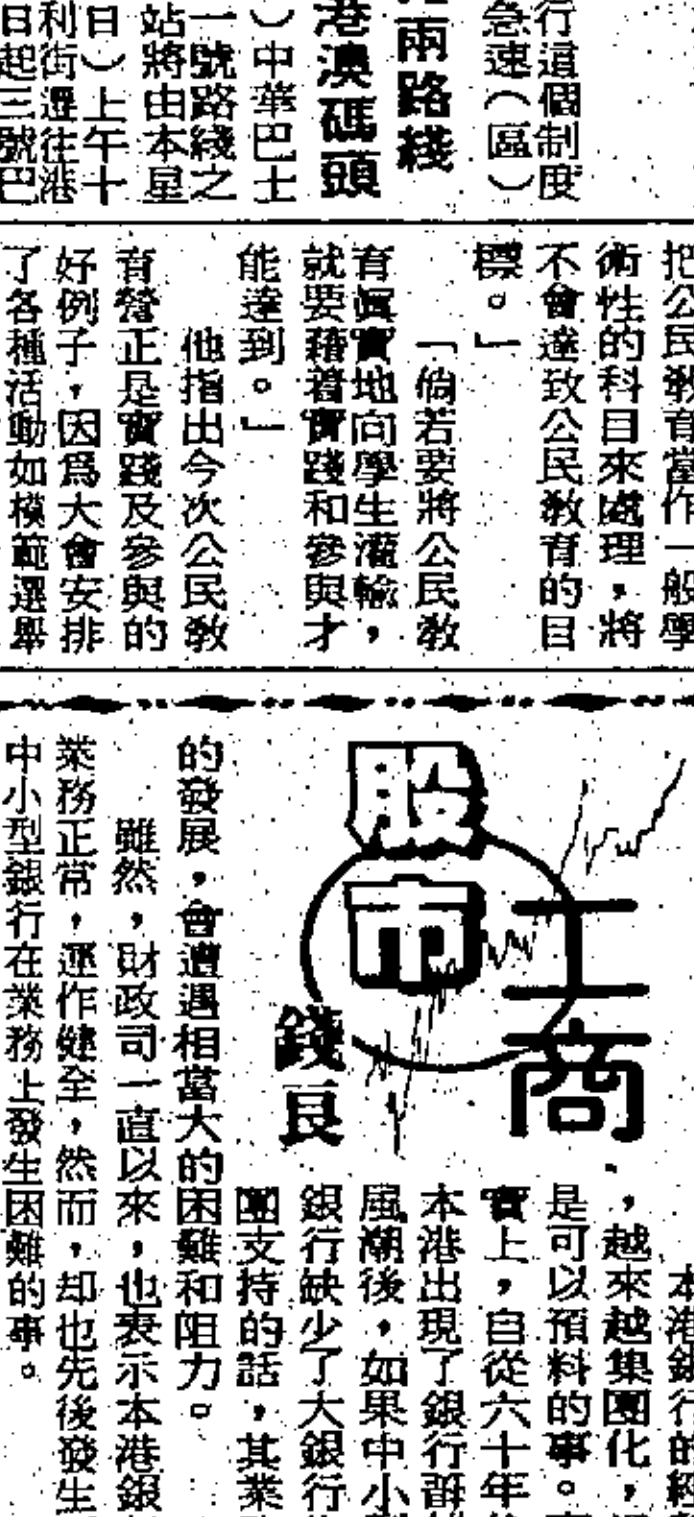 行這個制度
急速（區）
兩路綫
港澳碼頭
）中華巴士
一號路綫之
站將由本星
日）上午十
利街遷往港
日起三號巴
把公民教育當作一般學
術性的科目來處理，將
不會達致公民教育的目
標。」
「倘若要將公民教
育眞實地向學生灌輸，
就要藉着實踐和參與才
能達到。」
他指出今次公民教
育營正是實踐及參與的
好例子，因爲大會安排
了各種活動如模範選舉
工商
股市
錢長
本港銀行的
，越來越集團化，
是可以預料的事。
實上，自從六十年
本港出現了銀行
風潮後，如果中小
銀行缺少了大銀行
團支持的話，其業
的發展，會遭遇相當大的困難和阻力。
雖然，財政司一直以來，也表示本港銀
業務正常，運作健全，然而，却也先後發生
中小型銀行在業務上發生困難的事。